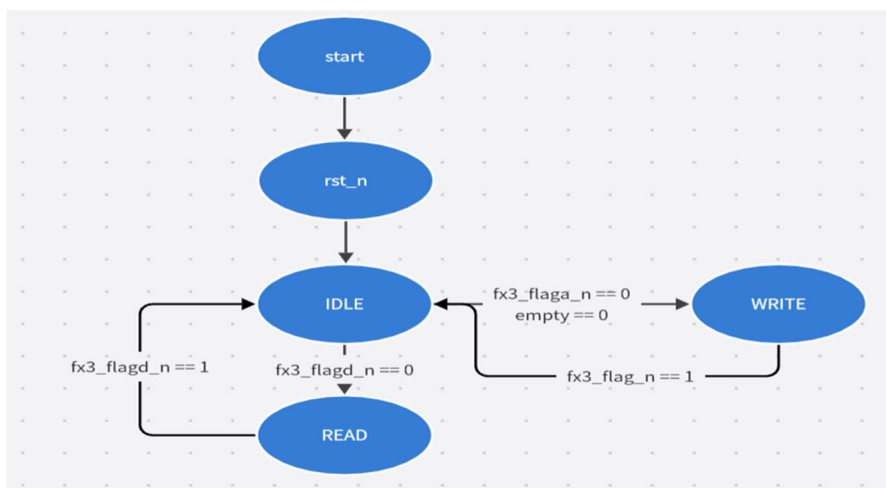 start
rst_n
IDLE
fx3_flaga_n == 0
empty == 0
WRITE
fx3_flagd_n == 1
fx3_flagd_n == 0
fx3_flag_n == 1
READ